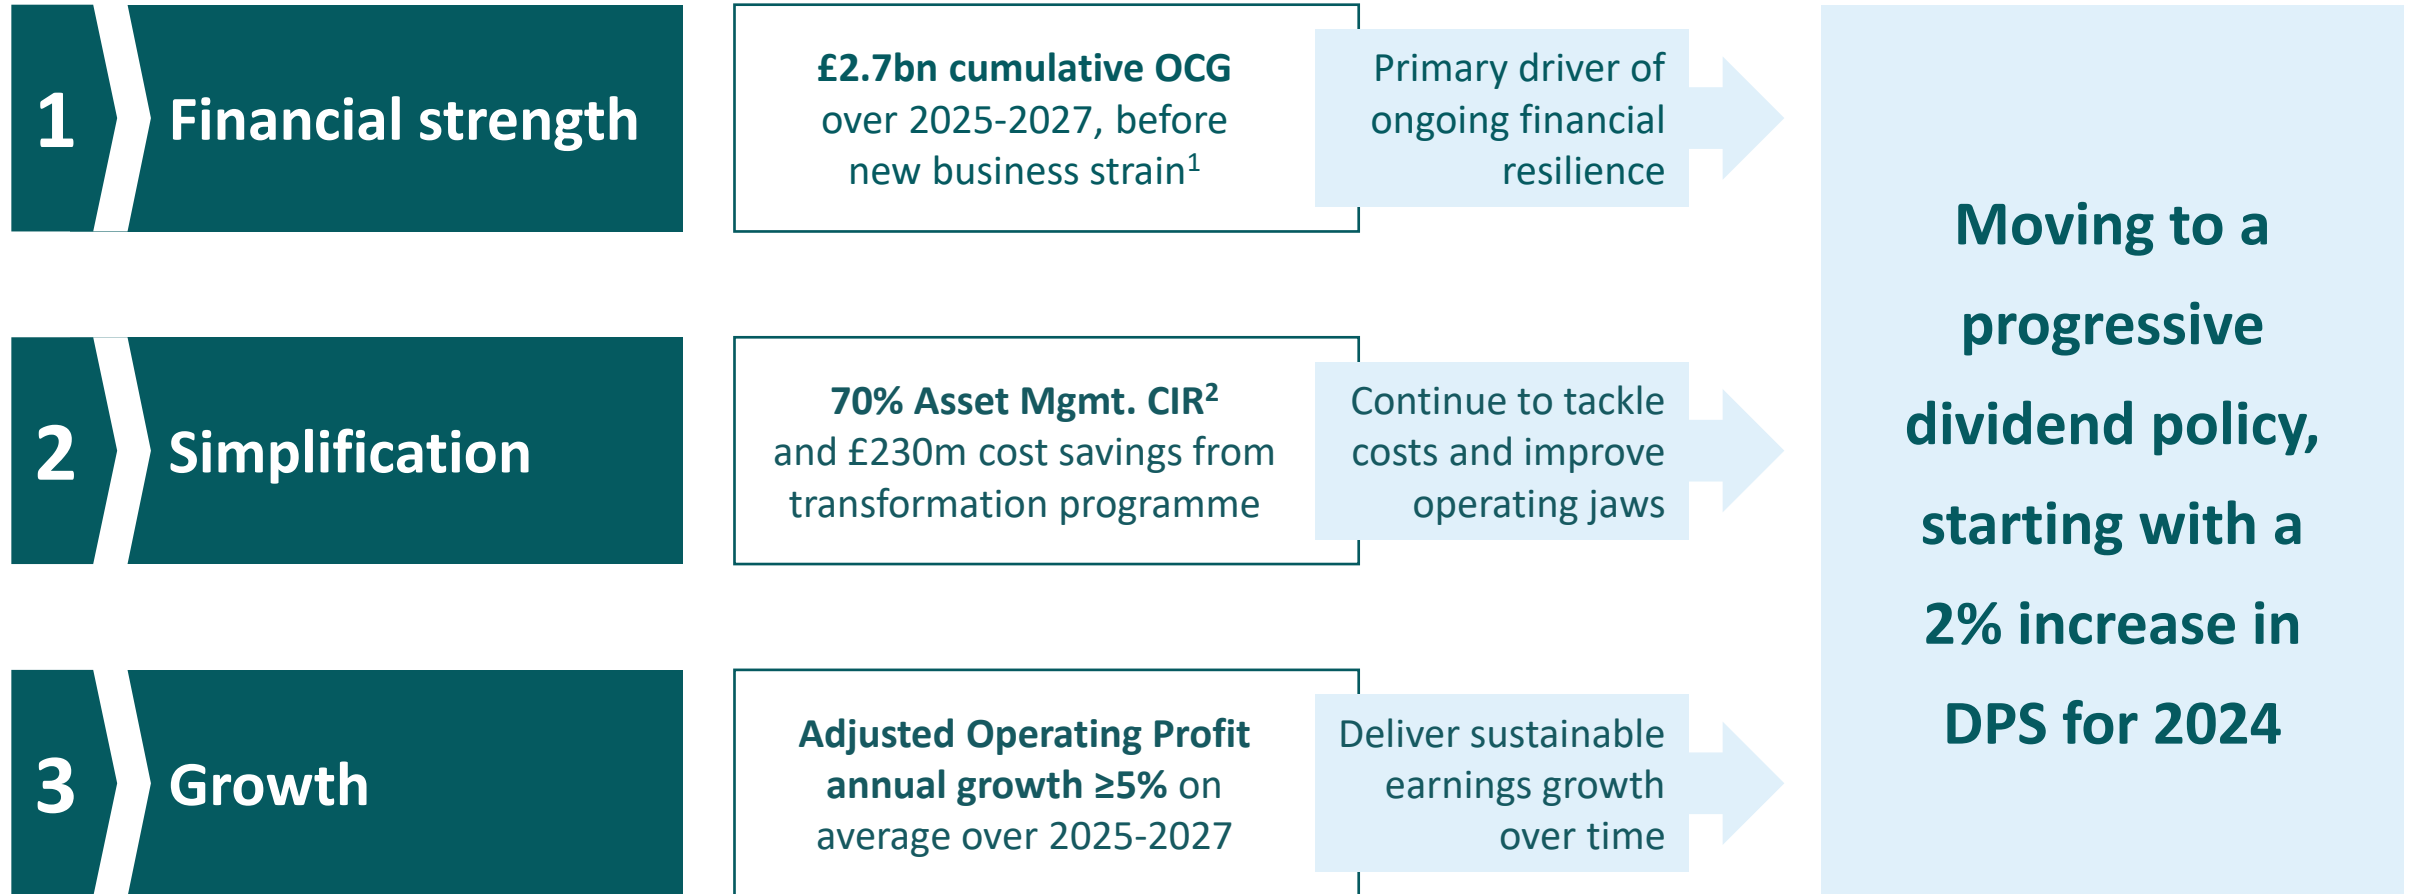 1
Financial strength
£2.7bn cumulative OCG
over 2025-2027, before
new business strain¹
Primary driver of
ongoing financial
resilience
2
Simplification
70% Asset Mgmt. CIR²
and £230m cost savings from
transformation programme
Continue to tackle
costs and improve
operating jaws
3
Growth
Adjusted Operating Profit
annual growth ≥5% on
average over 2025-2027
Deliver sustainable
earnings growth
over time
Moving to a
progressive
dividend policy,
starting with a
2% increase in
DPS for 2024